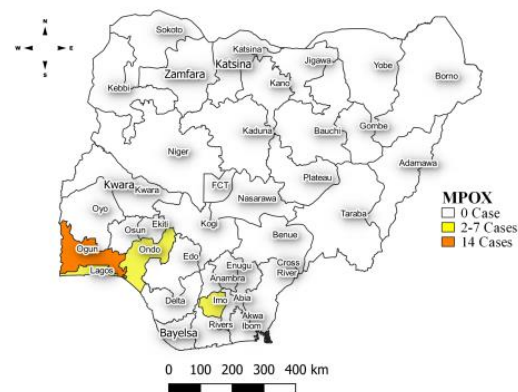 N
W E
S
Sokoto
Katsina
Jigawa
Yobe
Borno
Zamfara
Katsina
Kano
Kebbi
Gombe
Kaduna
Bauchi
Niger
Adamawa
Plateau
Kwara
Kwara
FCT
Nasarawa
Taraba
Oyo
Ekiti
Osun
Kogi
Ogun
Ondo
Benue
Edo
Lagos
Enugu
Cross
River
Anambra
Delta
Imo
Abia
Rivers
Akwa
Ibom
Bayelsa
MPOX
0 Case
2-7 Cases
14 Cases
0 100 200 300 400 km